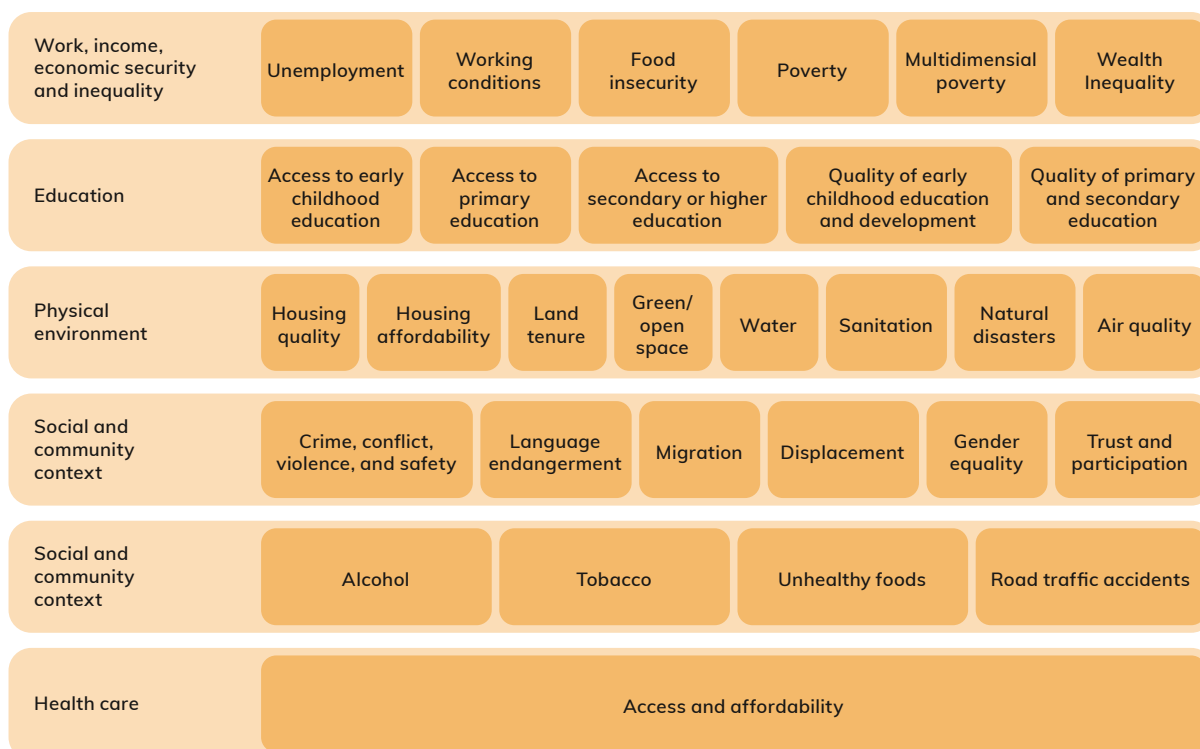 Work, income,
economic security
and inequality
Unemployment
Working
conditions
Food
insecurity
Poverty
Multidimensial
poverty
Wealth
Inequality
Education
Access to early
childhood
education
Access to
primary
education
Access to
secondary or higher
education
Quality of early
childhood education
and development
Quality of primary
and secondary
education
Physical
environment
Housing
quality
Housing
affordability
Land
tenure
Green/
open
space
Water
Sanitation
Natural
disasters
Air quality
Social and
community
context
Crime, conflict,
violence, and safety
Language
endangerment
Migration
Displacement
Gender
equality
Trust and
participation
Social and
community
context
Alcohol
Tobacco
Unhealthy foods
Road traffic accidents
Health care
Access and affordability